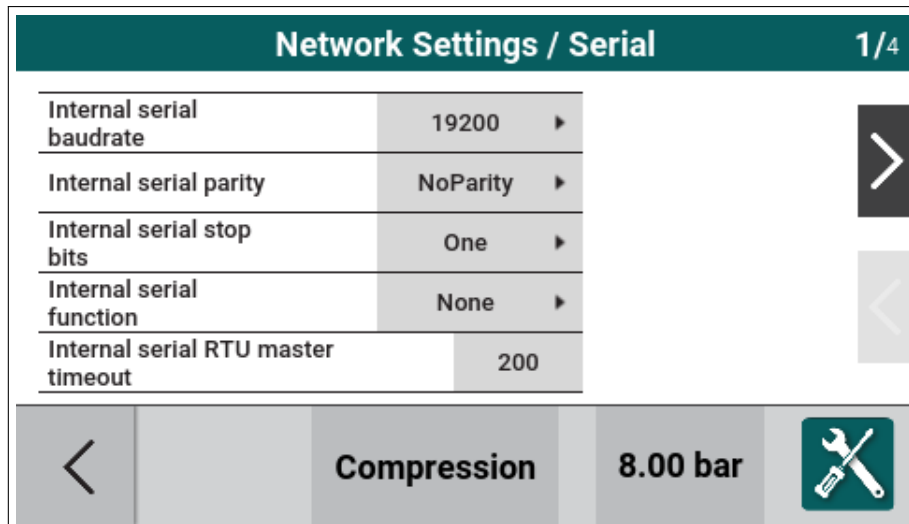 Network Settings / Serial 1/4
Internal serial
baudrate
19200
Internal serial parity
NoParity
Internal serial stop
bits
One
Internal serial
function
None
Internal serial RTU master
timeout
200
Compression
8.00 bar